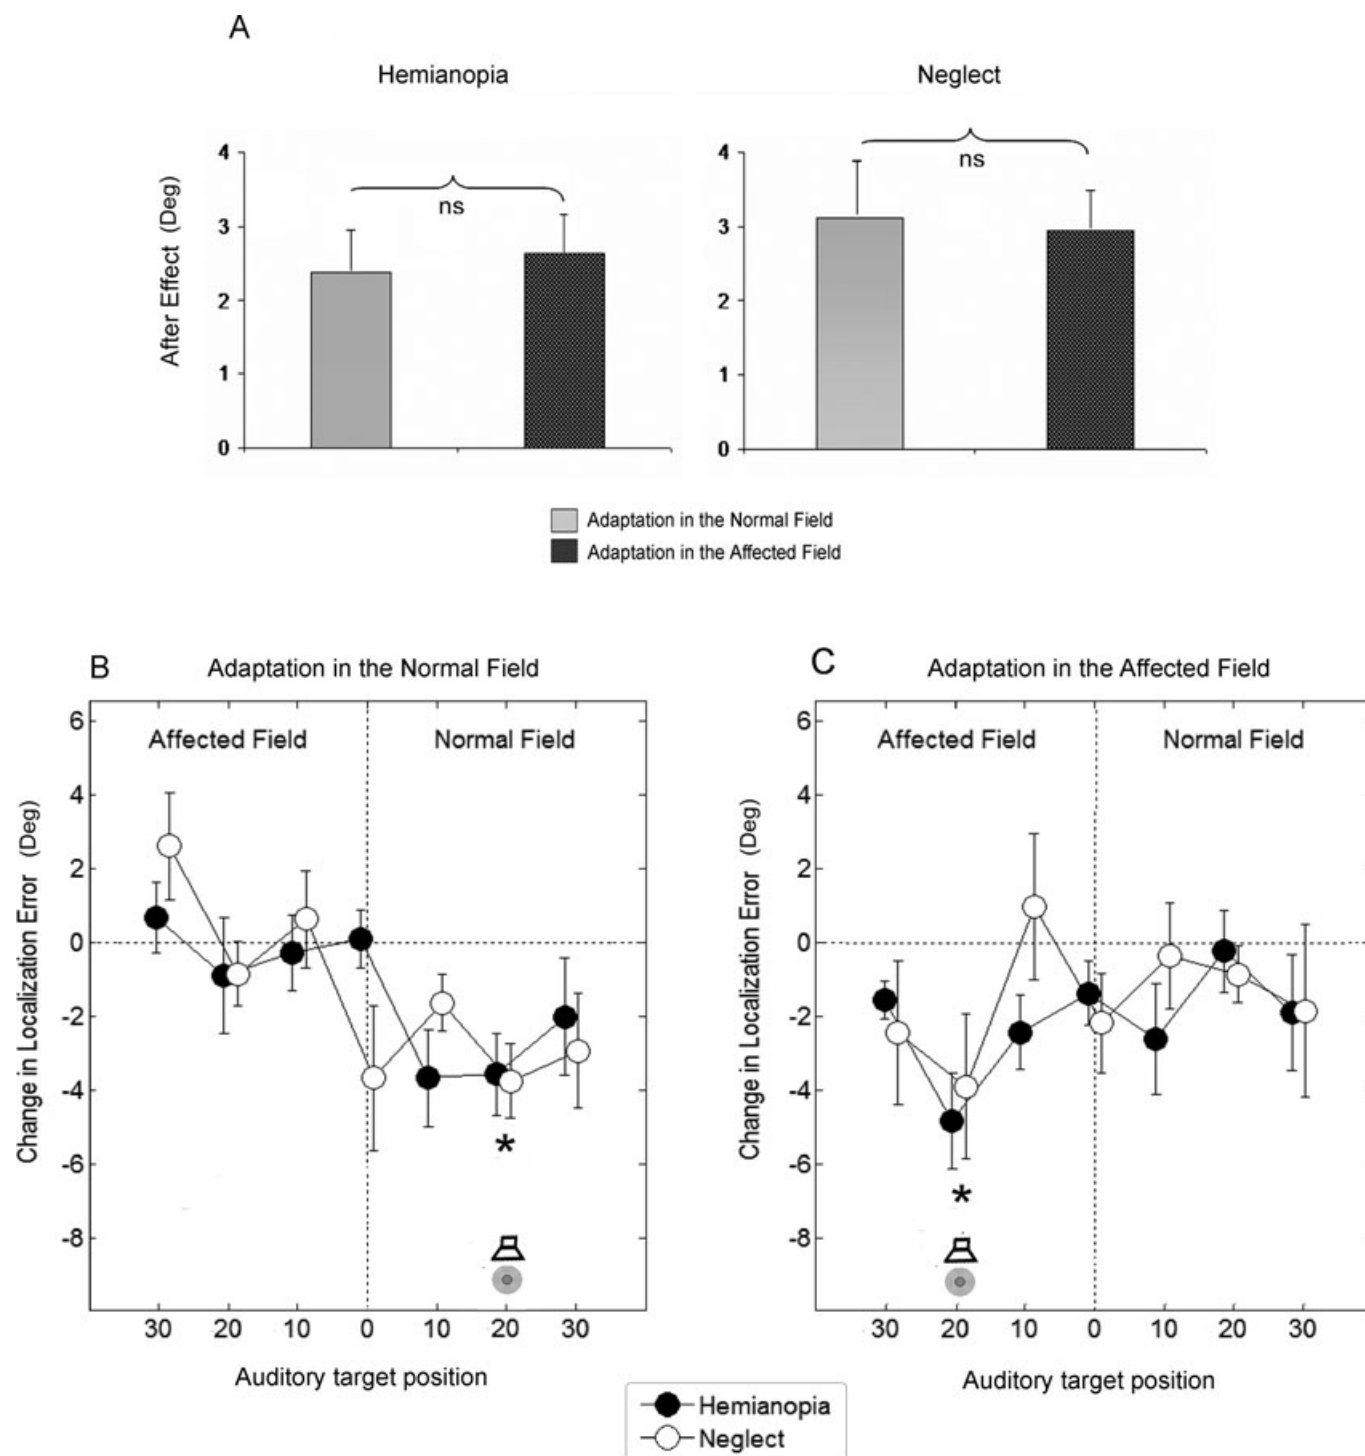 A
Hemianopia
Neglect
After Effect (Deg)
4
3
2
1
0
ns
4
3
2
1
0
ns
Adaptation in the Normal Field
Adaptation in the Affected Field
B
Adaptation in the Normal Field
Change in Localization Error (Deg)
6
4
2
0
-2
-4
-6
-8
Affected Field
Normal Field
*
30 20 10 0 10 20 30
Auditory target position
C
Adaptation in the Affected Field
Change in Localization Error (Deg)
6
4
2
0
-2
-4
-6
-8
Affected Field
Normal Field
*
30 20 10 0 10 20 30
Auditory target position
Hemianopia
Neglect